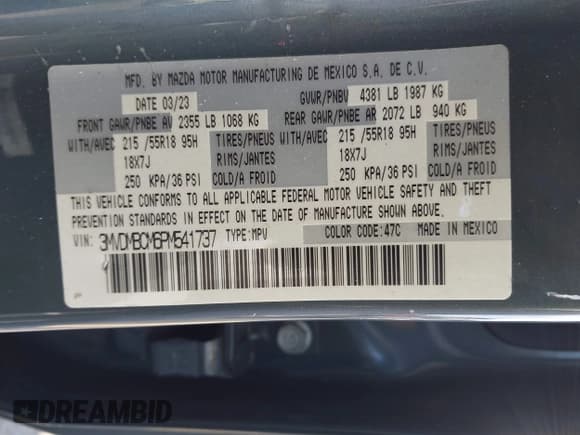 MFD. BY MAZDA MOTOR MANUFACTURING DE MEXICO S.A. DE C.V.
DATE 03/23 GVWR/PNBV 4381 LB 1987 KG
FRONT GAWR/PNBE AV 2355 LB 1068 KG REAR GAWR/PNBE AR 2072 LB 940 KG
WITH/AVEC 215 /55R18 95H TIRES/PNEUS WITH/AVEC 215 /55R18 95H TIRES/PNEUS
18X7J RIMS/JANTES 18X7J RIMS/JANTES
250 KPA/36 PSI COLD/A FROID 250 KPA/36 PSI COLD/A FROID
THIS VEHICLE CONFORMS TO ALL APPLICABLE FEDERAL MOTOR VEHICLE SAFETY AND THEFT
PREVENTION STANDARDS IN EFFECT ON THE DATE OF MANUFACTURE SHOWN ABOVE.
VIN: 3MVDMBCM6PM541737 TYPE:MPV COLOR CODE:47C MADE IN MEXICO
DREAMBID